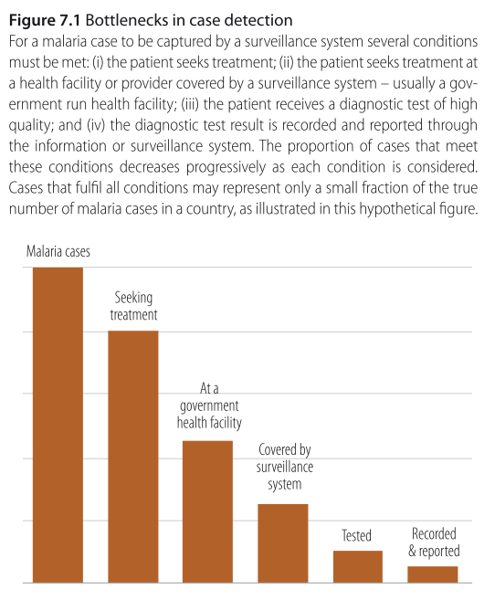 Figure 7.1 Bottlenecks in case detection
For a malaria case to be captured by a surveillance system several conditions
must be met: (i) the patient seeks treatment; (ii) the patient seeks treatment at
a health facility or provider covered by a surveillance system – usually a gov-
ernment run health facility; (iii) the patient receives a diagnostic test of high
quality; and (iv) the diagnostic test result is recorded and reported through
the information or surveillance system. The proportion of cases that meet
these conditions decreases progressively as each condition is considered.
Cases that fulfil all conditions may represent only a small fraction of the true
number of malaria cases in a country, as illustrated in this hypothetical figure.
Malaria cases
Seeking
treatment
At a
government
health facility
Covered by
surveillance
system
Tested
Recorded
& reported